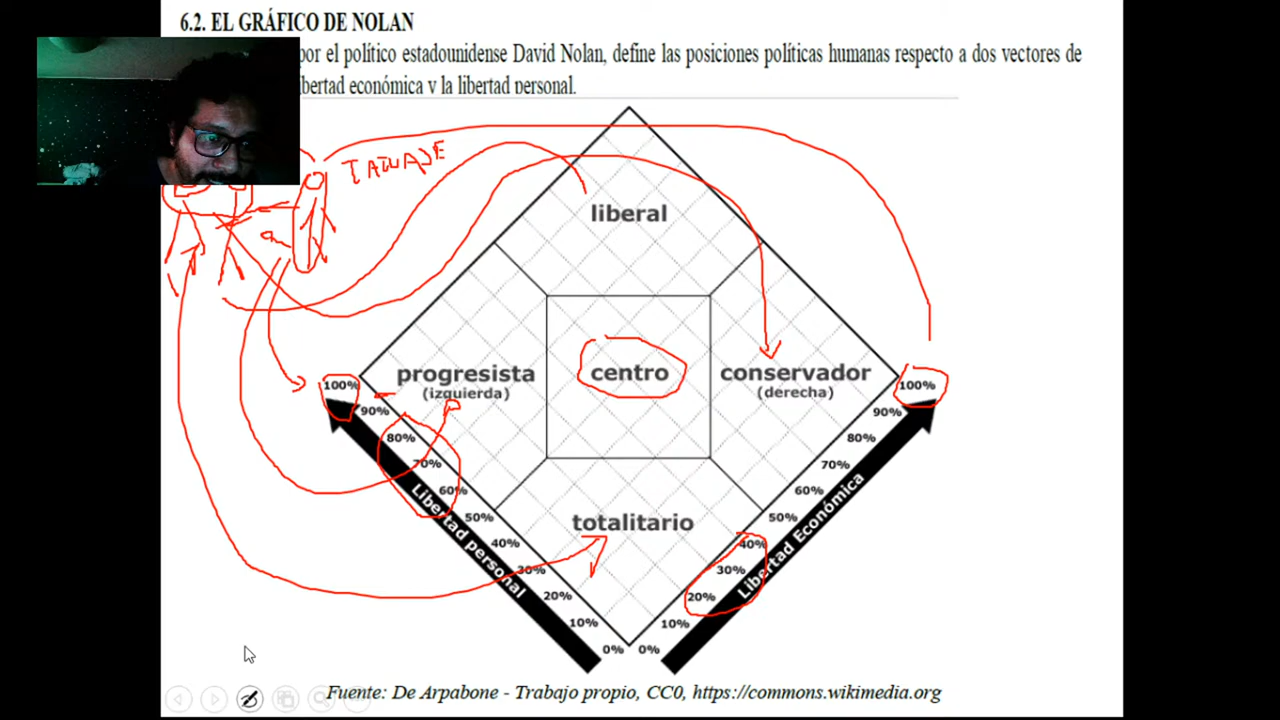 6.2. EL GRÁFICO DE NOLAN
por el político estadounidense David Nolan, define las posiciones políticas humanas respecto a dos vectores de
libertad económica y la libertad personal.
liberal
progresista
(izquierda)
centro
conservador
(derecha)
totalitario
100%
90%
80%
70%
60%
50%
40%
30%
20%
10%
0%
Libertad personal
100%
90%
80%
70%
60%
50%
40%
30%
20%
10%
0%
Libertad Económica
Fuente: De Arpabone - Trabajo propio, CC0, https://commons.wikimedia.org